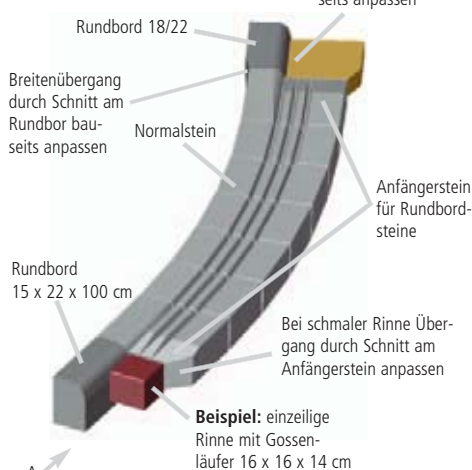 seits anpassen
Rundbord 18/22
Breitenübergang
durch Schnitt am
Rundbor bau-
seits anpassen
Normalstein
Anfängerstein
für Rundbord-
steine
Rundbord
15 x 22 x 100 cm
Bei schmaler Rinne Über-
gang durch Schnitt am
Anfängerstein anpassen
Beispiel: einzeilige
Rinne mit Gossen-
läufer 16 x 16 x 14 cm
A